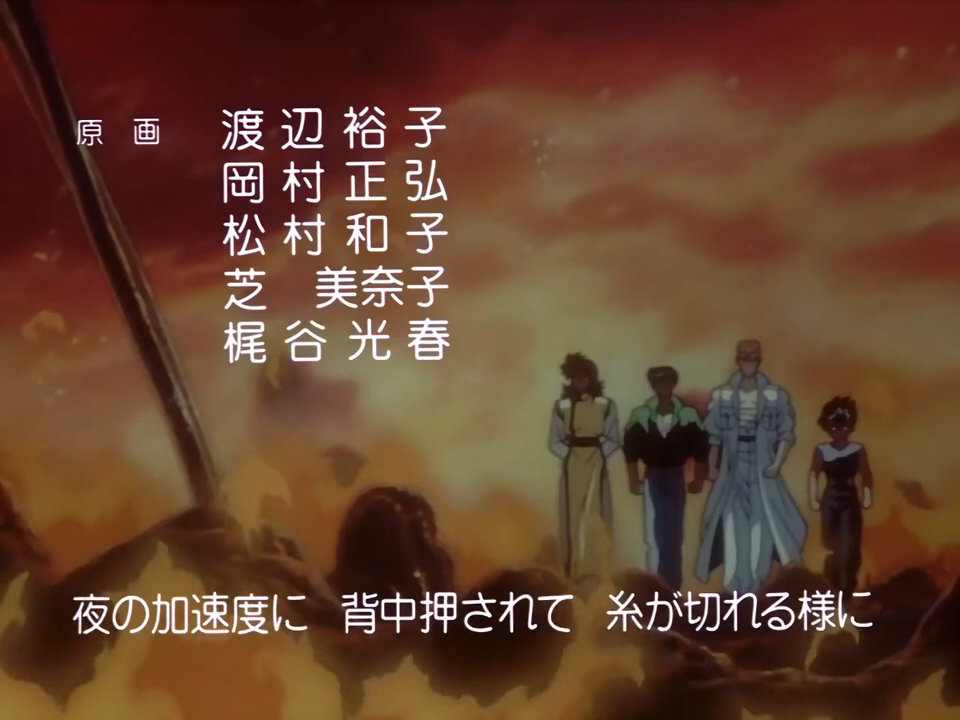 原画 渡辺裕子
岡村正弘
松村和子
芝 美奈子
梶谷光春
夜の加速度に 背中押されて 糸が切れる様に